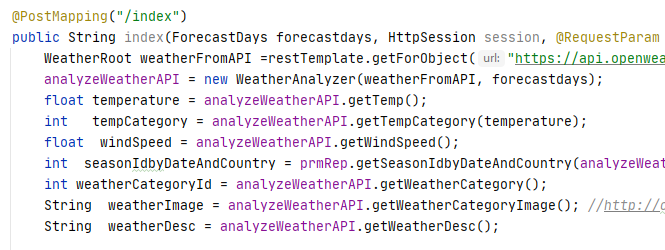 @PostMapping("/index")
public String index(ForecastDays forecastdays, HttpSession session, @RequestParam
WeatherRoot weatherFromAPI =restTemplate.getForObject( url: "https://api.openwea
analyzeWeatherAPI = new WeatherAnalyzer(weatherFromAPI, forecastdays);
float temperature = analyzeWeatherAPI.getTemp();
int   tempCategory = analyzeWeatherAPI.getTempCategory(temperature);
float  windSpeed = analyzeWeatherAPI.getWindSpeed();
int  seasonIdbyDateAndCountry = prmRep.getSeasonIdbyDateAndCountry(analyzeWeat
int weatherCategoryId = analyzeWeatherAPI.getWeatherCategory();
String  weatherImage = analyzeWeatherAPI.getWeatherCategoryImage(); //http://
String  weatherDesc = analyzeWeatherAPI.getWeatherDesc();